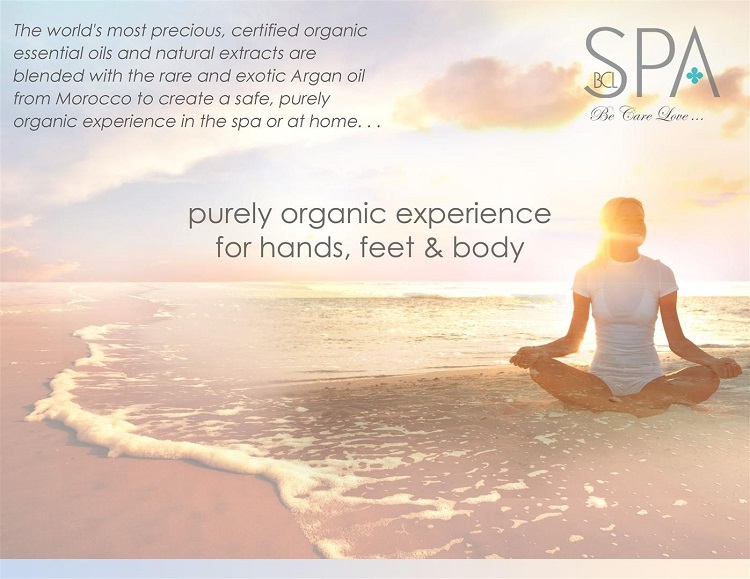 The world's most precious, certified organic
essential oils and natural extracts are
blended with the rare and exotic Argan oil
from Morocco to create a safe, purely
organic experience in the spa or at home. . .
SPA
BCL
Be Care Love ...
purely organic experience
for hands, feet & body